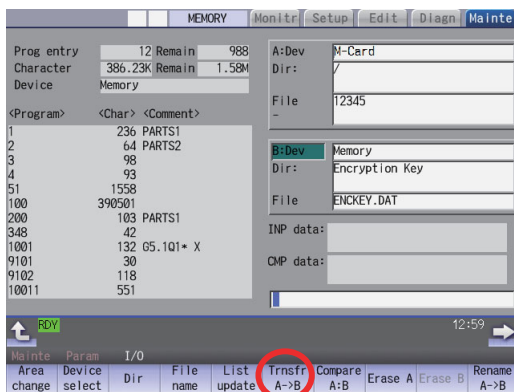 MEMORY Monitr Setup Edit Diagn Mainte
Prog entry 12 Remain 988
Character 386.23K Remain 1.58M
Device Memory
<Program> <Char> <Comment>
1 236 PARTS1
2 64 PARTS2
3 98
4 93
51 1558
100 390501
200 103 PARTS1
348 42
1001 132 G5.1Q1* X
9101 30
9102 118
10011 551
A:Dev M-Card
Dir: /
File 12345
-
B:Dev Memory
Dir: Encryption Key
File ENCKEY.DAT
INP data:
CMP data:
RDY 12:59
Mainte Param I/O
Area change Device select Dir File name List update Trnsfr A->B Compare A:B Erase A Erase B Rename A->B